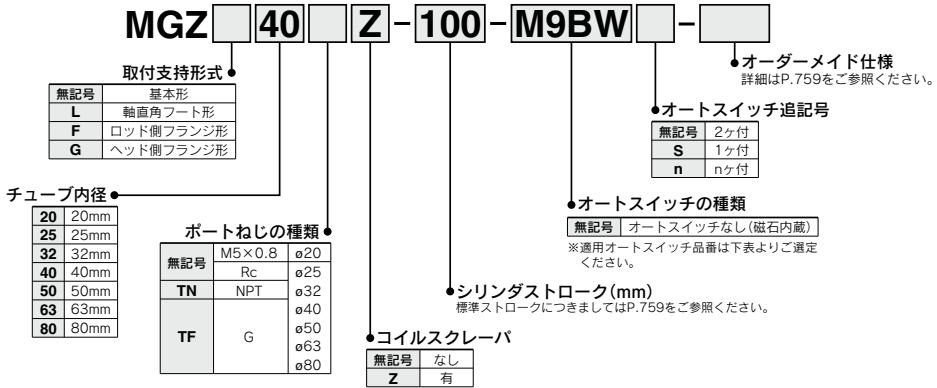 MGZ 40 Z-100-M9BW -
取付支持形式
無記号 基本形
L 軸直角フート形
F ロッド側フランジ形
G ヘッド側フランジ形
チューブ内径
20 20mm
25 25mm
32 32mm
40 40mm
50 50mm
63 63mm
80 80mm
ポートねじの種類
無記号 M5×0.8 ø20
Rc ø25
TN NPT ø32
TF G ø40
ø50
ø63
ø80
コイルスクレーパ
無記号 なし
Z 有
シリンダストローク(mm)
標準ストロークにつきましてはP.759をご参照ください。
オートスイッチの種類
無記号 オートスイッチなし(磁石内蔵)
※適用オートスイッチ品番は下表よりご選定
ください。
オートスイッチ追記号
無記号 2ヶ付
S 1ヶ付
n nヶ付
オーダーメイド仕様
詳細はP.759をご参照ください。